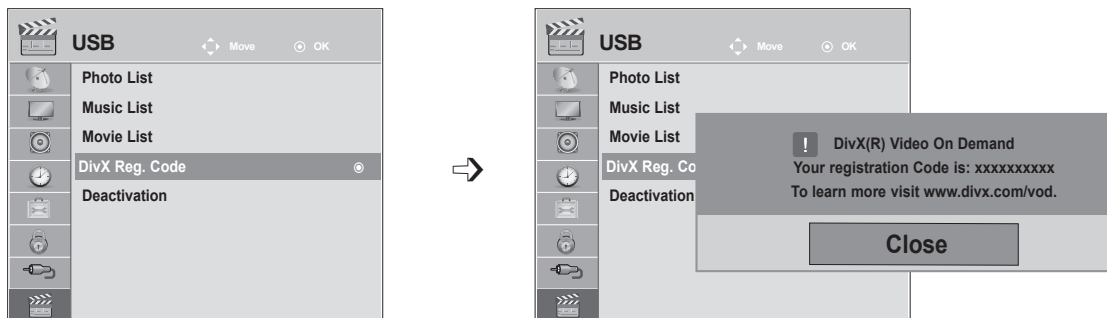 USB Move OK
Photo List
Music List
Movie List
DivX Reg. Code
Deactivation
USB Move OK
Photo List
Music List
Movie List
DivX Reg. Co
Deactivation
! DivX(R) Video On Demand
Your registration Code is: xxxxxxxxxx
To learn more visit www.divx.com/vod.
Close